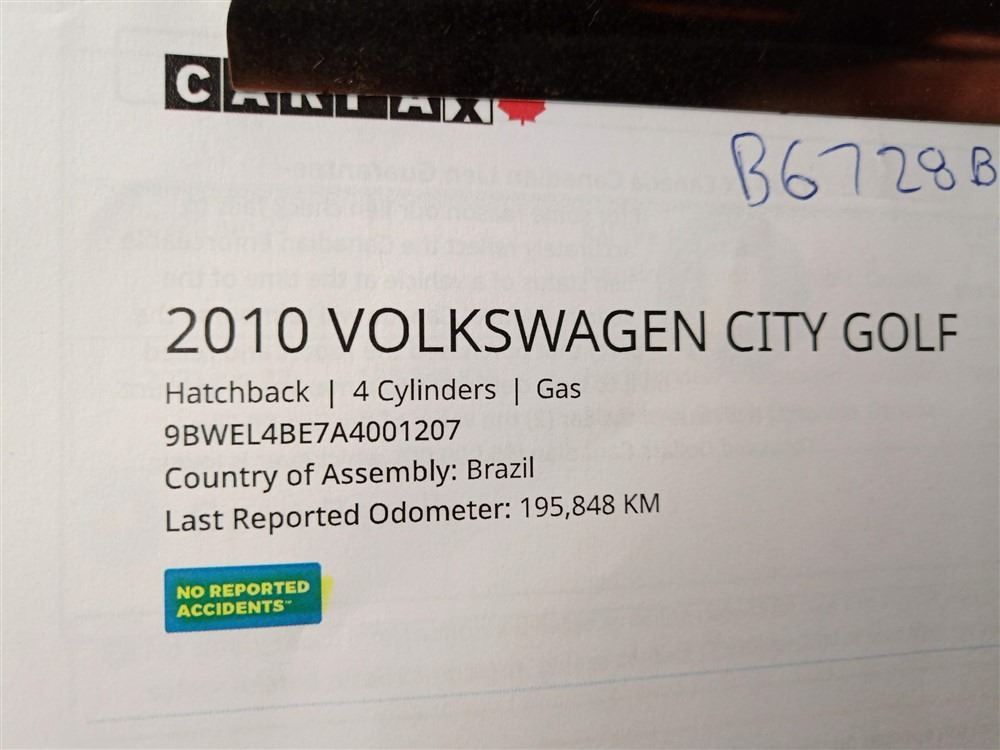 CARFAX
B6728B
2010 VOLKSWAGEN CITY GOLF
Hatchback | 4 Cylinders | Gas
9BWEL4BE7A4001207
Country of Assembly: Brazil
Last Reported Odometer: 195,848 KM
NO REPORTED
ACCIDENTS™